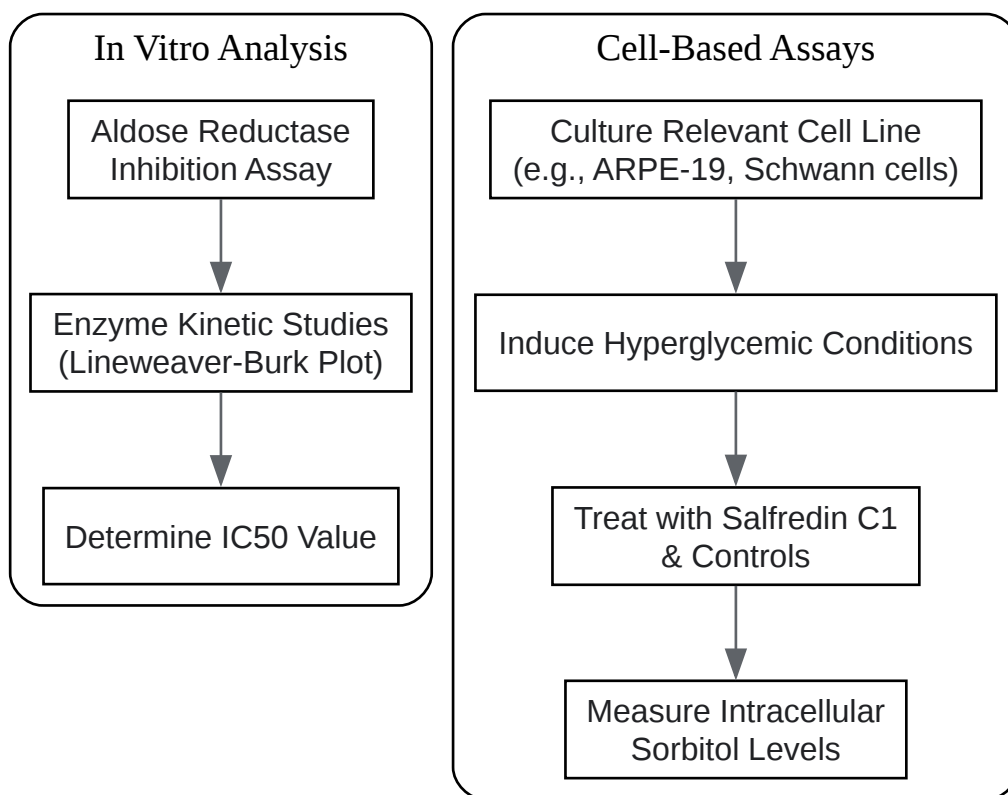 In Vitro Analysis
Aldose Reductase
Inhibition Assay
Enzyme Kinetic Studies
(Lineweaver-Burk Plot)
Determine IC50 Value
Cell-Based Assays
Culture Relevant Cell Line
(e.g., ARPE-19, Schwann cells)
Induce Hyperglycemic Conditions
Treat with Salfredin C1
& Controls
Measure Intracellular
Sorbitol Levels